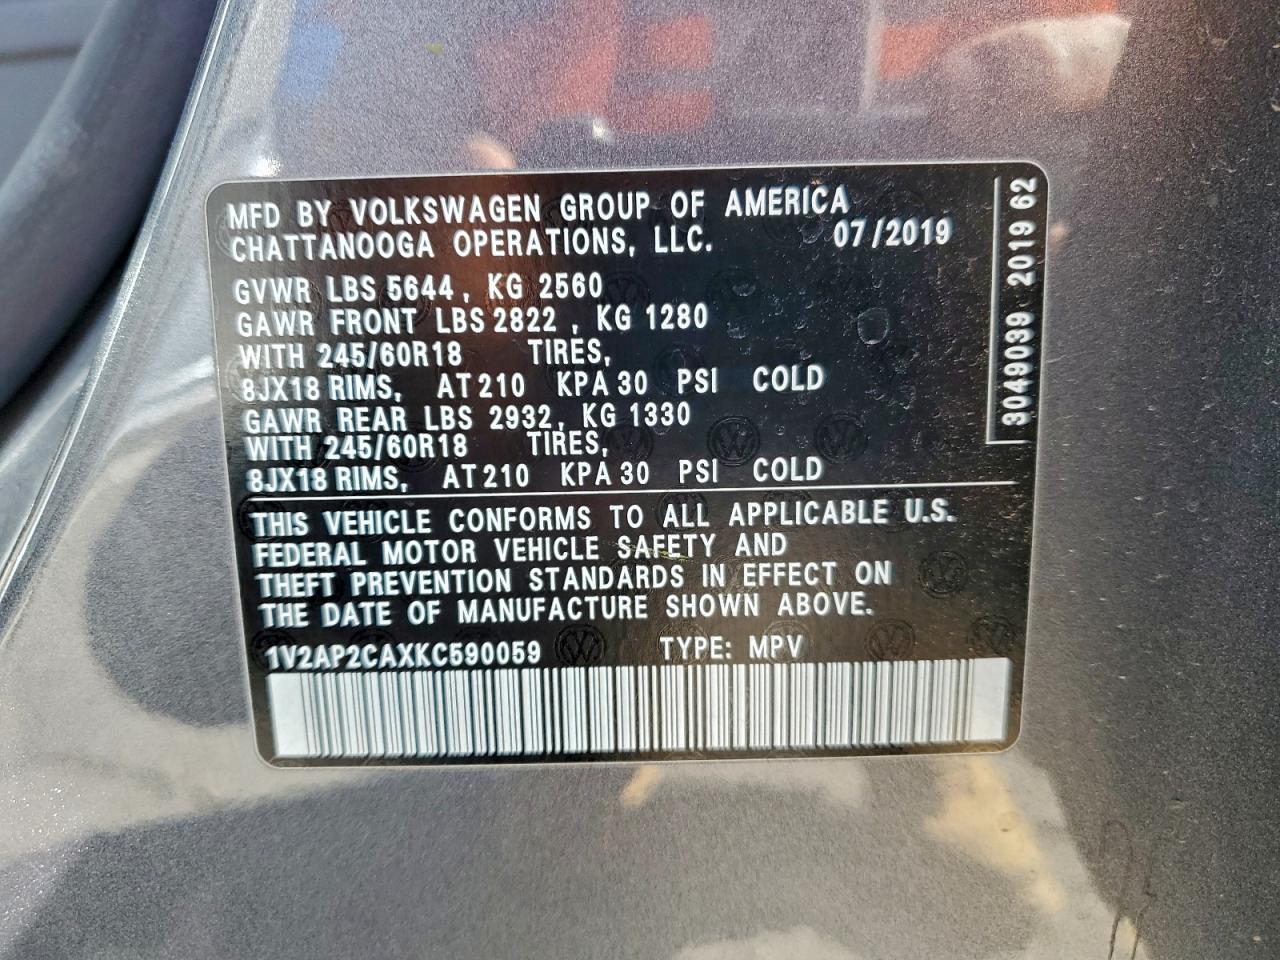 MFD BY VOLKSWAGEN GROUP OF AMERICA
CHATTANOOGA OPERATIONS, LLC. 07/2019
GVWR LBS 5644, KG 2560
GAWR FRONT LBS 2822, KG 1280
WITH 245/60R18 TIRES,
8JX18 RIMS, AT 210 KPA 30 PSI COLD
GAWR REAR LBS 2932, KG 1330
WITH 245/60R18 TIRES,
8JX18 RIMS, AT 210 KPA 30 PSI COLD
THIS VEHICLE CONFORMS TO ALL APPLICABLE U.S.
FEDERAL MOTOR VEHICLE SAFETY AND
THEFT PREVENTION STANDARDS IN EFFECT ON
THE DATE OF MANUFACTURE SHOWN ABOVE.
1V2AP2CAXKC590059 TYPE: MPV
3049039 2019 62